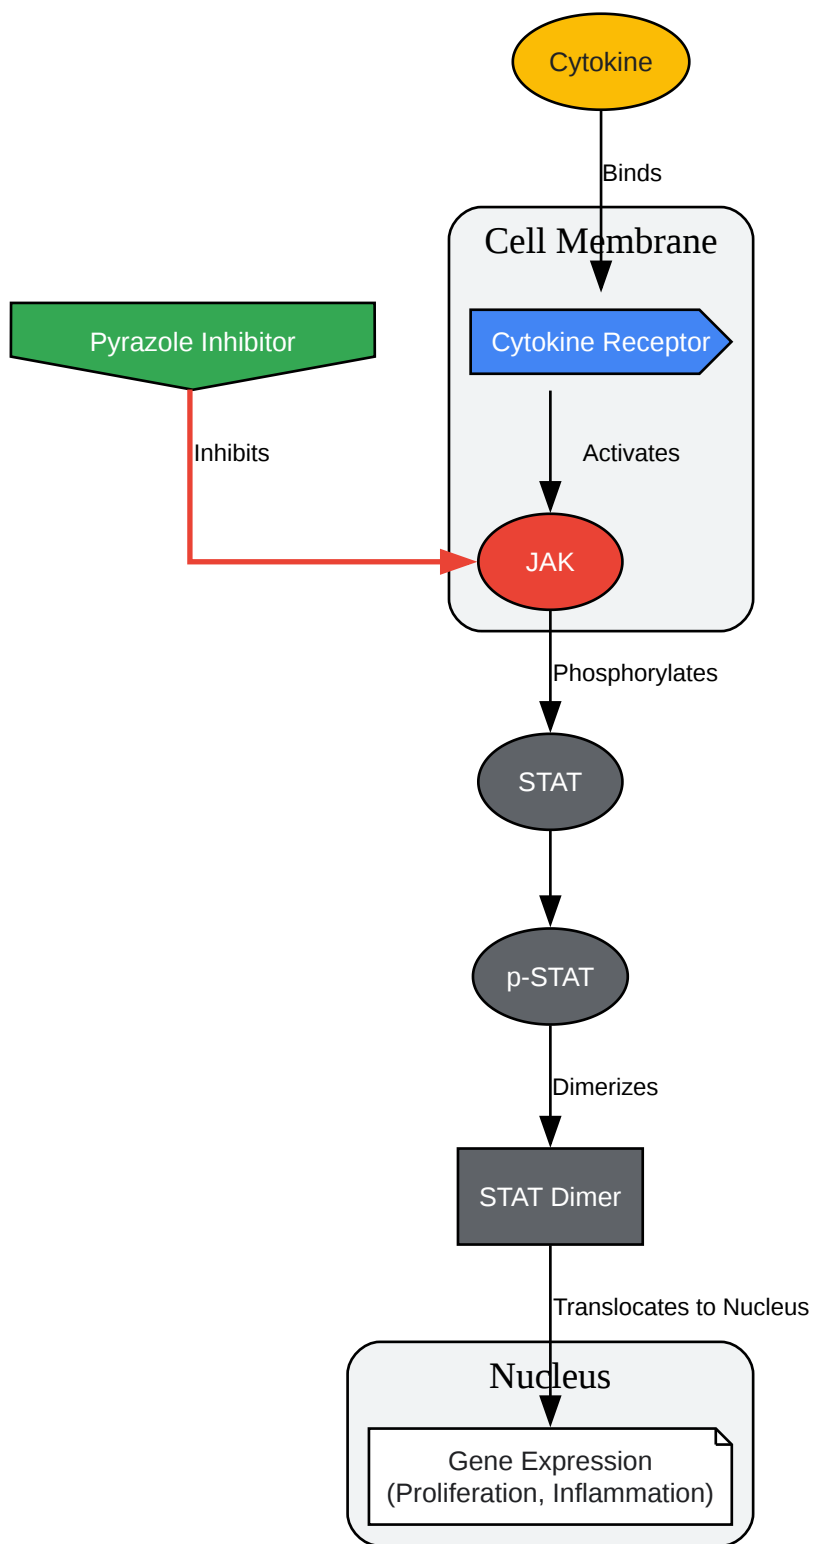 Cytokine
Binds
Cell Membrane
Pyrazole Inhibitor
Cytokine Receptor
Inhibits
Activates
JAK
Phosphorylates
STAT
p-STAT
Dimerizes
STAT Dimer
Translocates to Nucleus
Nucleus
Gene Expression
(Proliferation, Inflammation)